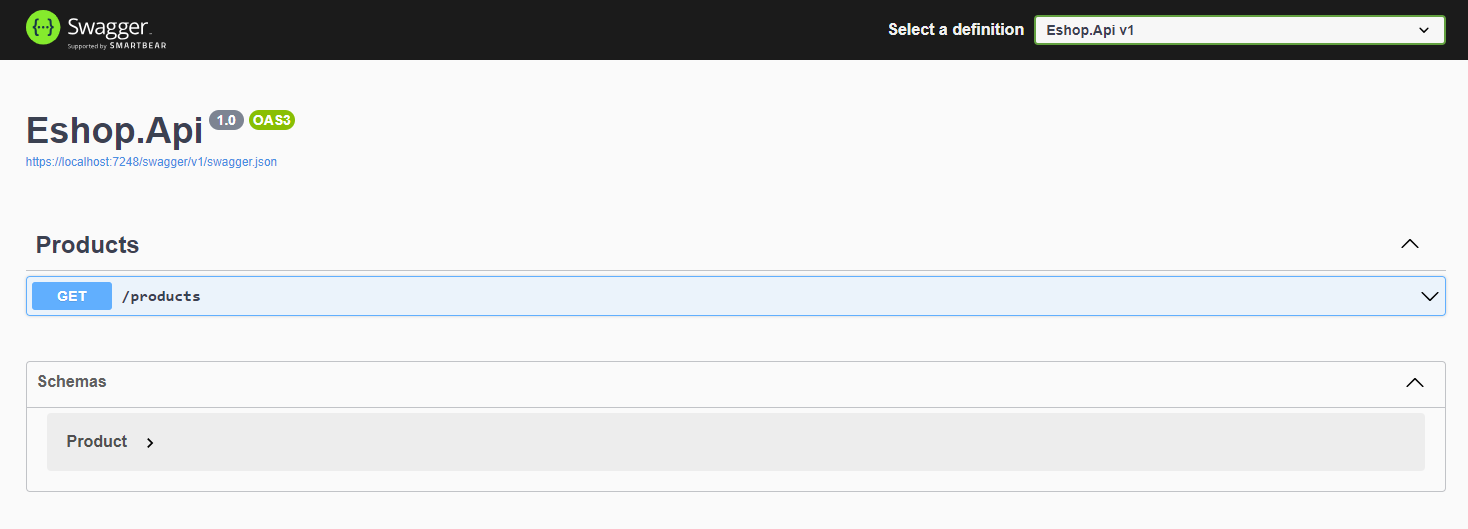 Swagger
Supported by SMARTBEAR
Select a definition
Eshop.Api v1
Eshop.Api 1.0 OAS3
https://localhost:7248/swagger/v1/swagger.json
Products
GET /products
Schemas
Product